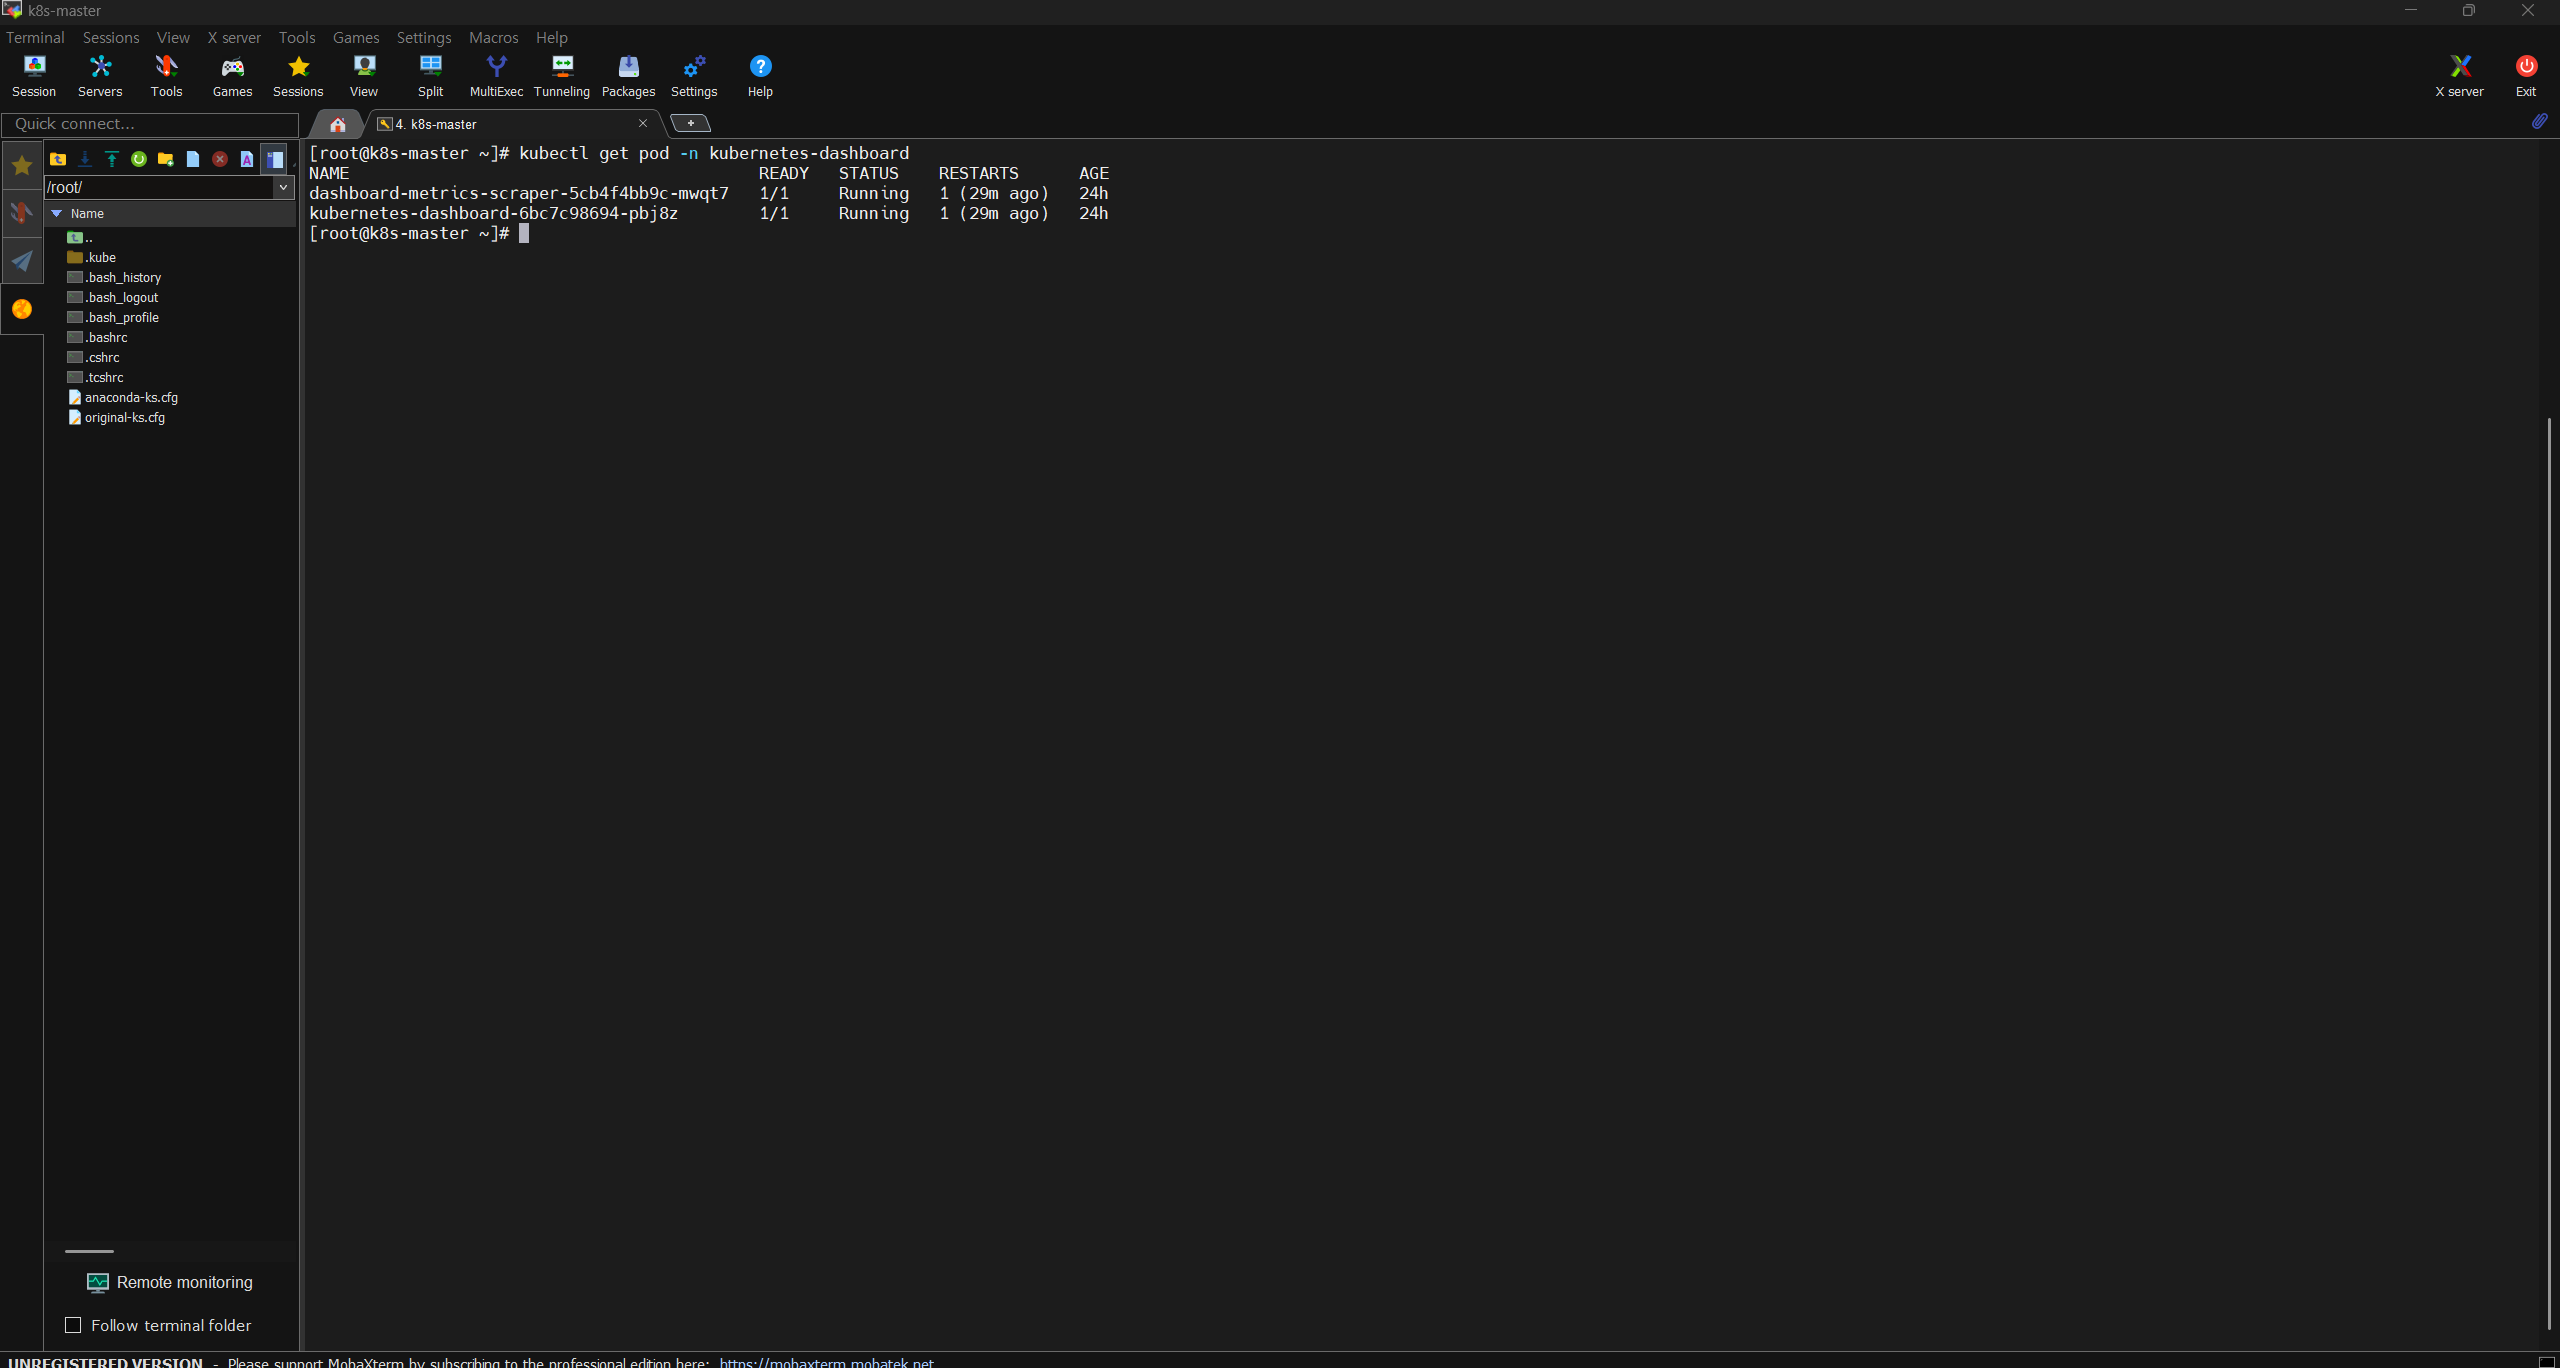 k8s-master
Terminal Sessions View X server Tools Games Settings Macros Help
Session Servers Tools Games Sessions View Split MultiExec Tunneling Packages Settings Help X server Exit
Quick connect...
4. k8s-master
/root/
Name
..
.kube
.bash_history
.bash_logout
.bash_profile
.bashrc
.cshrc
.tcshrc
anaconda-ks.cfg
original-ks.cfg
Remote monitoring
Follow terminal folder
[root@k8s-master ~]# kubectl get pod -n kubernetes-dashboard
NAME READY STATUS RESTARTS AGE
dashboard-metrics-scraper-5cb4f4bb9c-mwqt7 1/1 Running 1 (29m ago) 24h
kubernetes-dashboard-6bc7c98694-pbj8z 1/1 Running 1 (29m ago) 24h
[root@k8s-master ~]#
UNREGISTERED VERSION - Please support MobaXterm by subscribing to the professional edition here: https://mobaxterm.mobatek.net